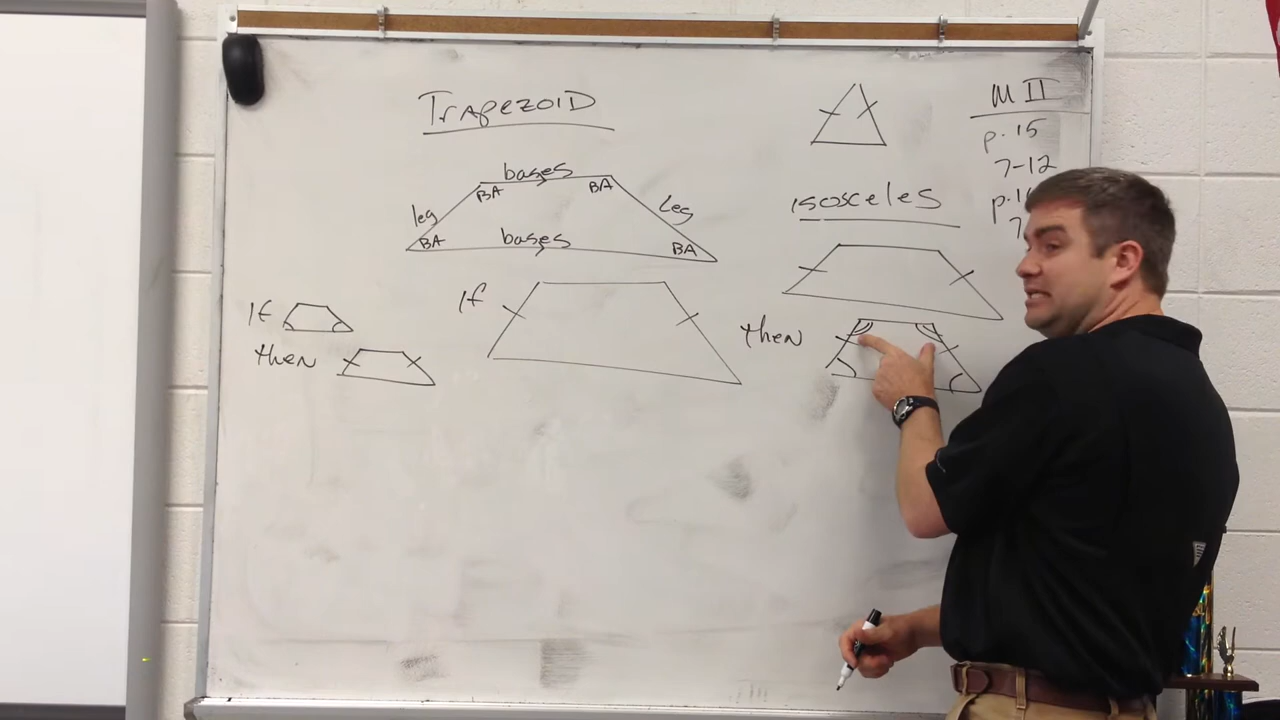 TrApEZOID
bases
BA BA
leg Leg
BA bases BA
If
If
then
isosceles
then
M II
p. 15
7-12